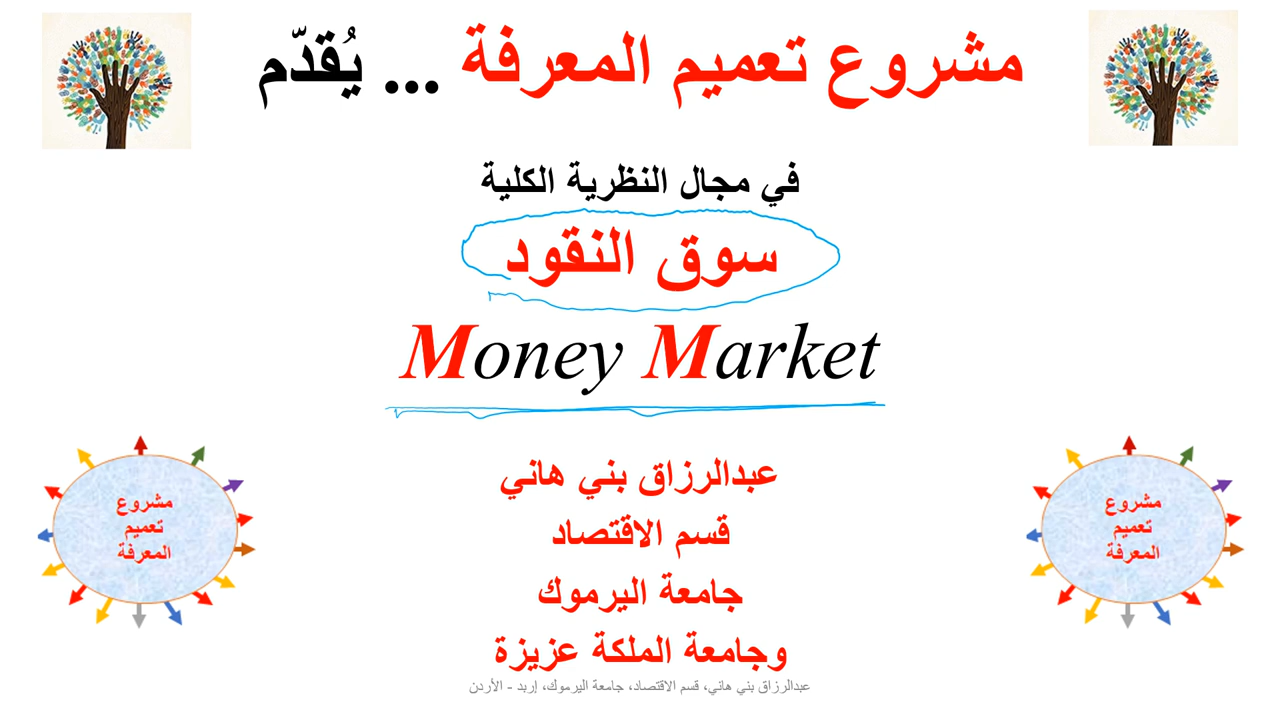 مشروع تعميم المعرفة ... يُقدّم
في مجال النظرية الكلية
سوق النقود
Money Market
عبدالرزاق بني هاني
قسم الاقتصاد
جامعة اليرموك
وجامعة الملكة عزيزة
مشروع
تعميم
المعرفة
مشروع
تعميم
المعرفة
عبدالرزاق بني هاني، قسم الاقتصاد، جامعة اليرموك، إربد - الأردن